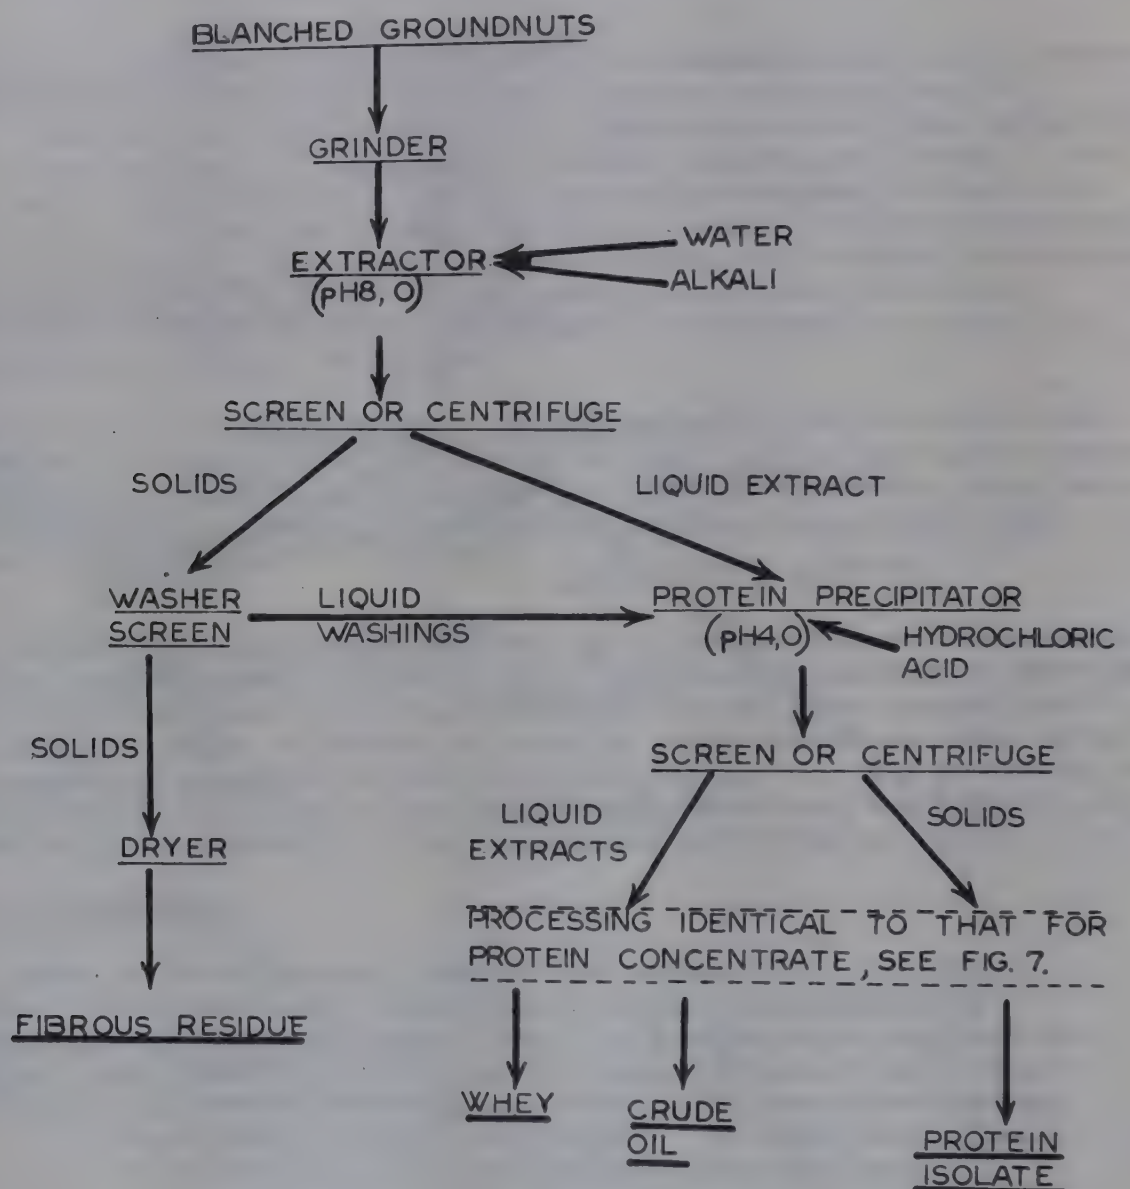 BLANCHED GROUNDNUTS
GRINDER
EXTRACTOR
(pH8, 0)
WATER
ALKALI
SCREEN OR CENTRIFUGE
SOLIDS
LIQUID EXTRACT
WASHER
SCREEN
LIQUID
WASHINGS
PROTEIN PRECIPITATOR
(pH4,0)
HYDROCHLORIC
ACID
SOLIDS
SCREEN OR CENTRIFUGE
LIQUID
EXTRACTS
SOLIDS
DRYER
PROCESSING IDENTICAL TO THAT FOR
PROTEIN CONCENTRATE, SEE FIG. 7.
FIBROUS RESIDUE
WHEY
CRUDE
OIL
PROTEIN
ISOLATE